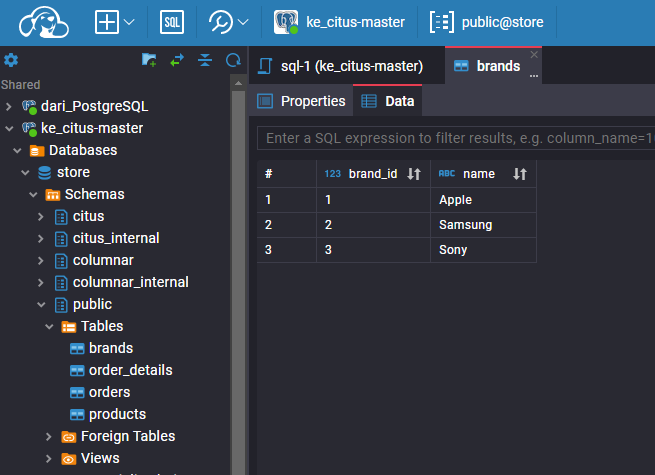 SQL ke_citus-master public@store
Shared
dari_PostgreSQL
ke_citus-master
Databases
store
Schemas
citus
citus_internal
columnar
columnar_internal
public
Tables
brands
order_details
orders
products
Foreign Tables
Views
sql-1 (ke_citus-master) brands
Properties Data
Enter a SQL expression to filter results, e.g. column_name=1
# 123 brand_id ABC name
1 1 Apple
2 2 Samsung
3 3 Sony